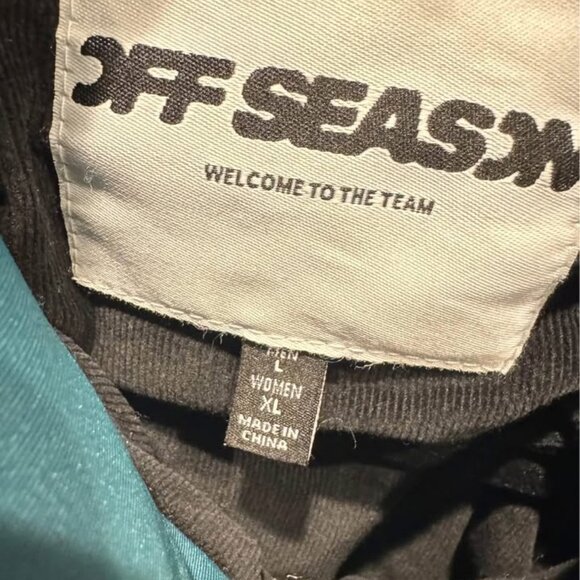 OFF SEASON
WELCOME TO THE TEAM
MEN
L
WOMEN
XL
MADE IN
CHINA